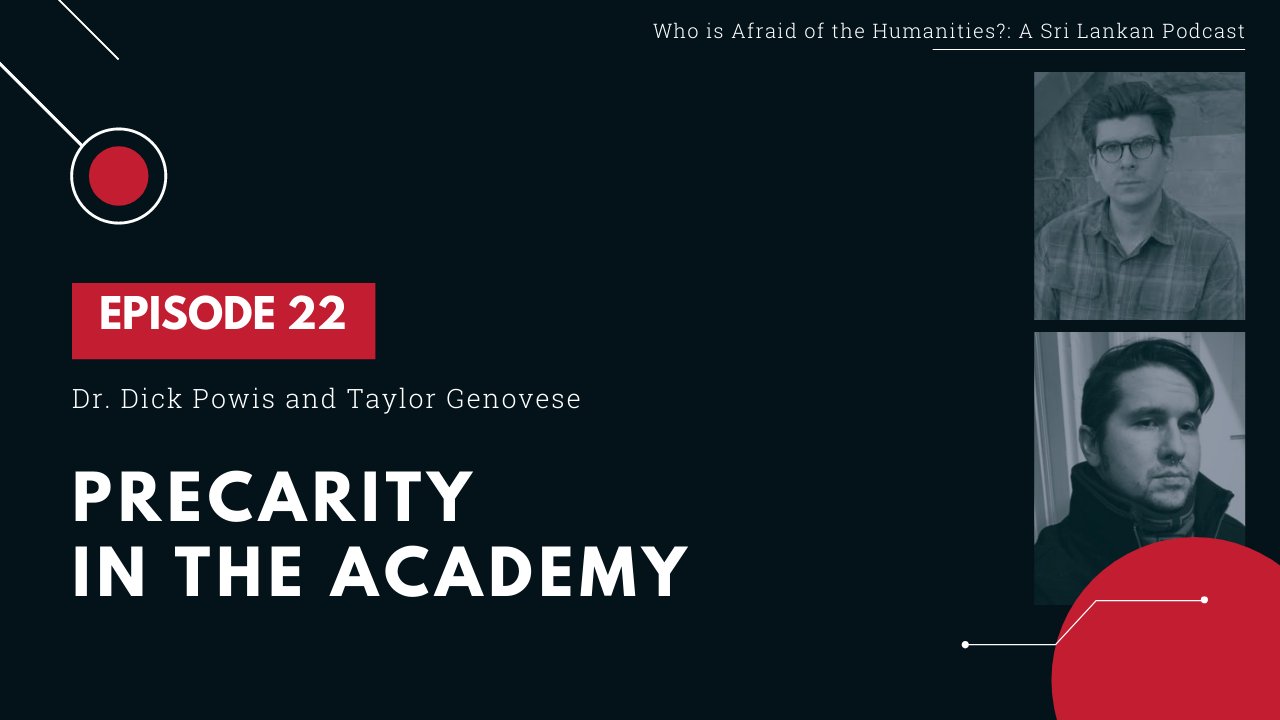 Who is Afraid of the Humanities?: A Sri Lankan Podcast
EPISODE 22
Dr. Dick Powis and Taylor Genovese
PRECARITY
IN THE ACADEMY